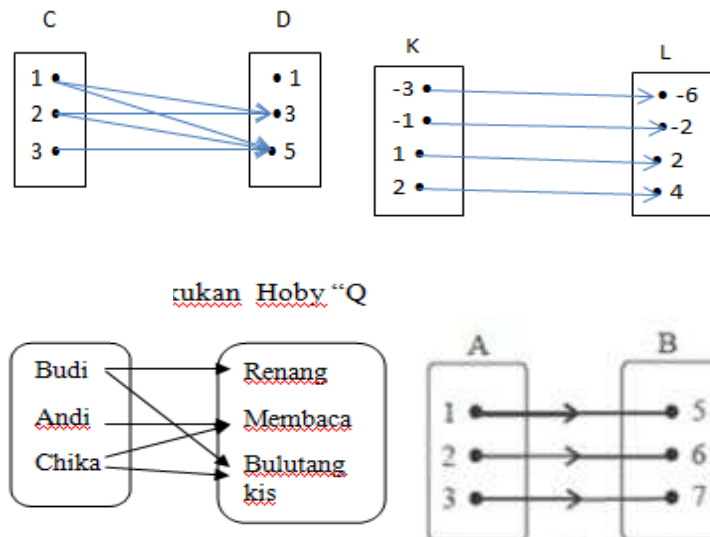 C D
1 1
2 3
3 5
K L
-3 -6
-1 -2
1 2
2 4
kukan Hoby “Q
Budi Renang
Andi Membaca
Chika Bulutang
kis
A B
1 5
2 6
3 7